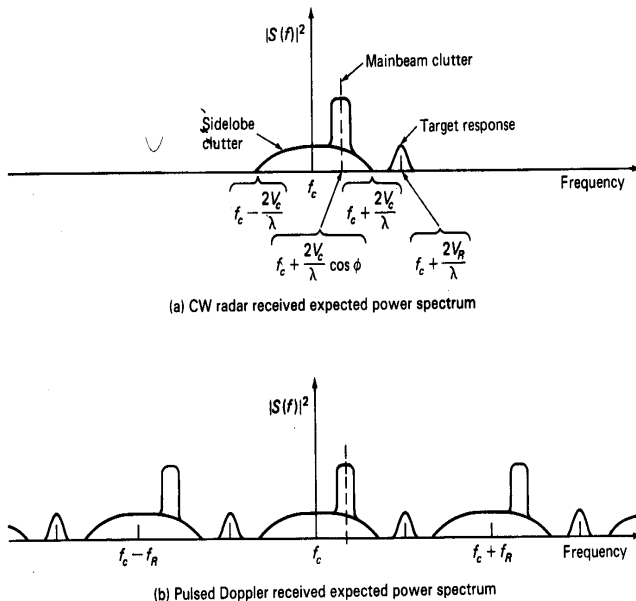 |S(f)|²
Mainbeam clutter
Sidelobe
clutter
Target response
f_c
Frequency
f_c − 2V_c/λ
f_c + 2V_c/λ
f_c + 2V_c/λ cos ϕ
f_c + 2V_R/λ
(a) CW radar received expected power spectrum
|S(f)|²
f_c − f_R
f_c
f_c + f_R
Frequency
(b) Pulsed Doppler received expected power spectrum